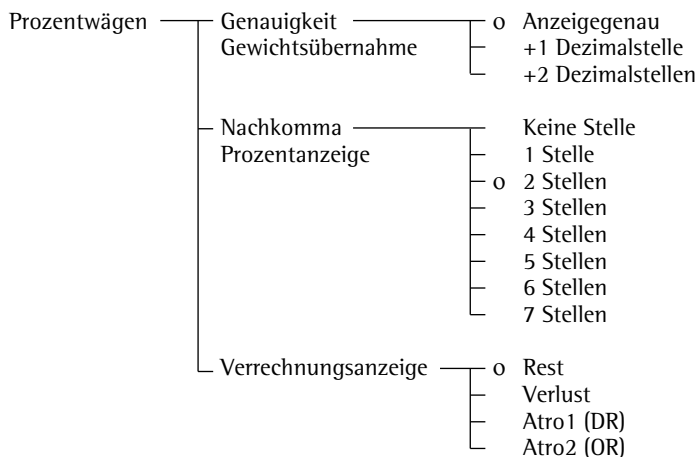 Prozentwägen Genauigkeit o Anzeigegenau
Gewichtsübernahme +1 Dezimalstelle
+2 Dezimalstellen
Nachkomma Keine Stelle
Prozentanzeige 1 Stelle
o 2 Stellen
3 Stellen
4 Stellen
5 Stellen
6 Stellen
7 Stellen
Verrechnungsanzeige o Rest
Verlust
Atro1 (DR)
Atro2 (OR)